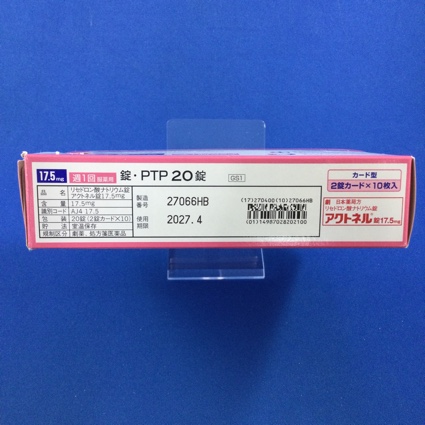 17.5mg 週1回服薬用 錠・PTP 20錠 GS1
品名 リセドロン酸ナトリウム錠
アクトネル錠17.5mg
含量 17.5mg
識別コード AJ4 17.5
包装 20錠(2錠カード×10)
貯法 室温保存
規制区分 劇薬、処方箋医薬品
製造番号 27066HB
使用期限 2027.4
(17)270400(10)27066HB
(01)14987028202100
カード型
2錠カード×10枚入
劇 日本薬局方
リセドロン酸ナトリウム錠
アクトネル錠17.5mg